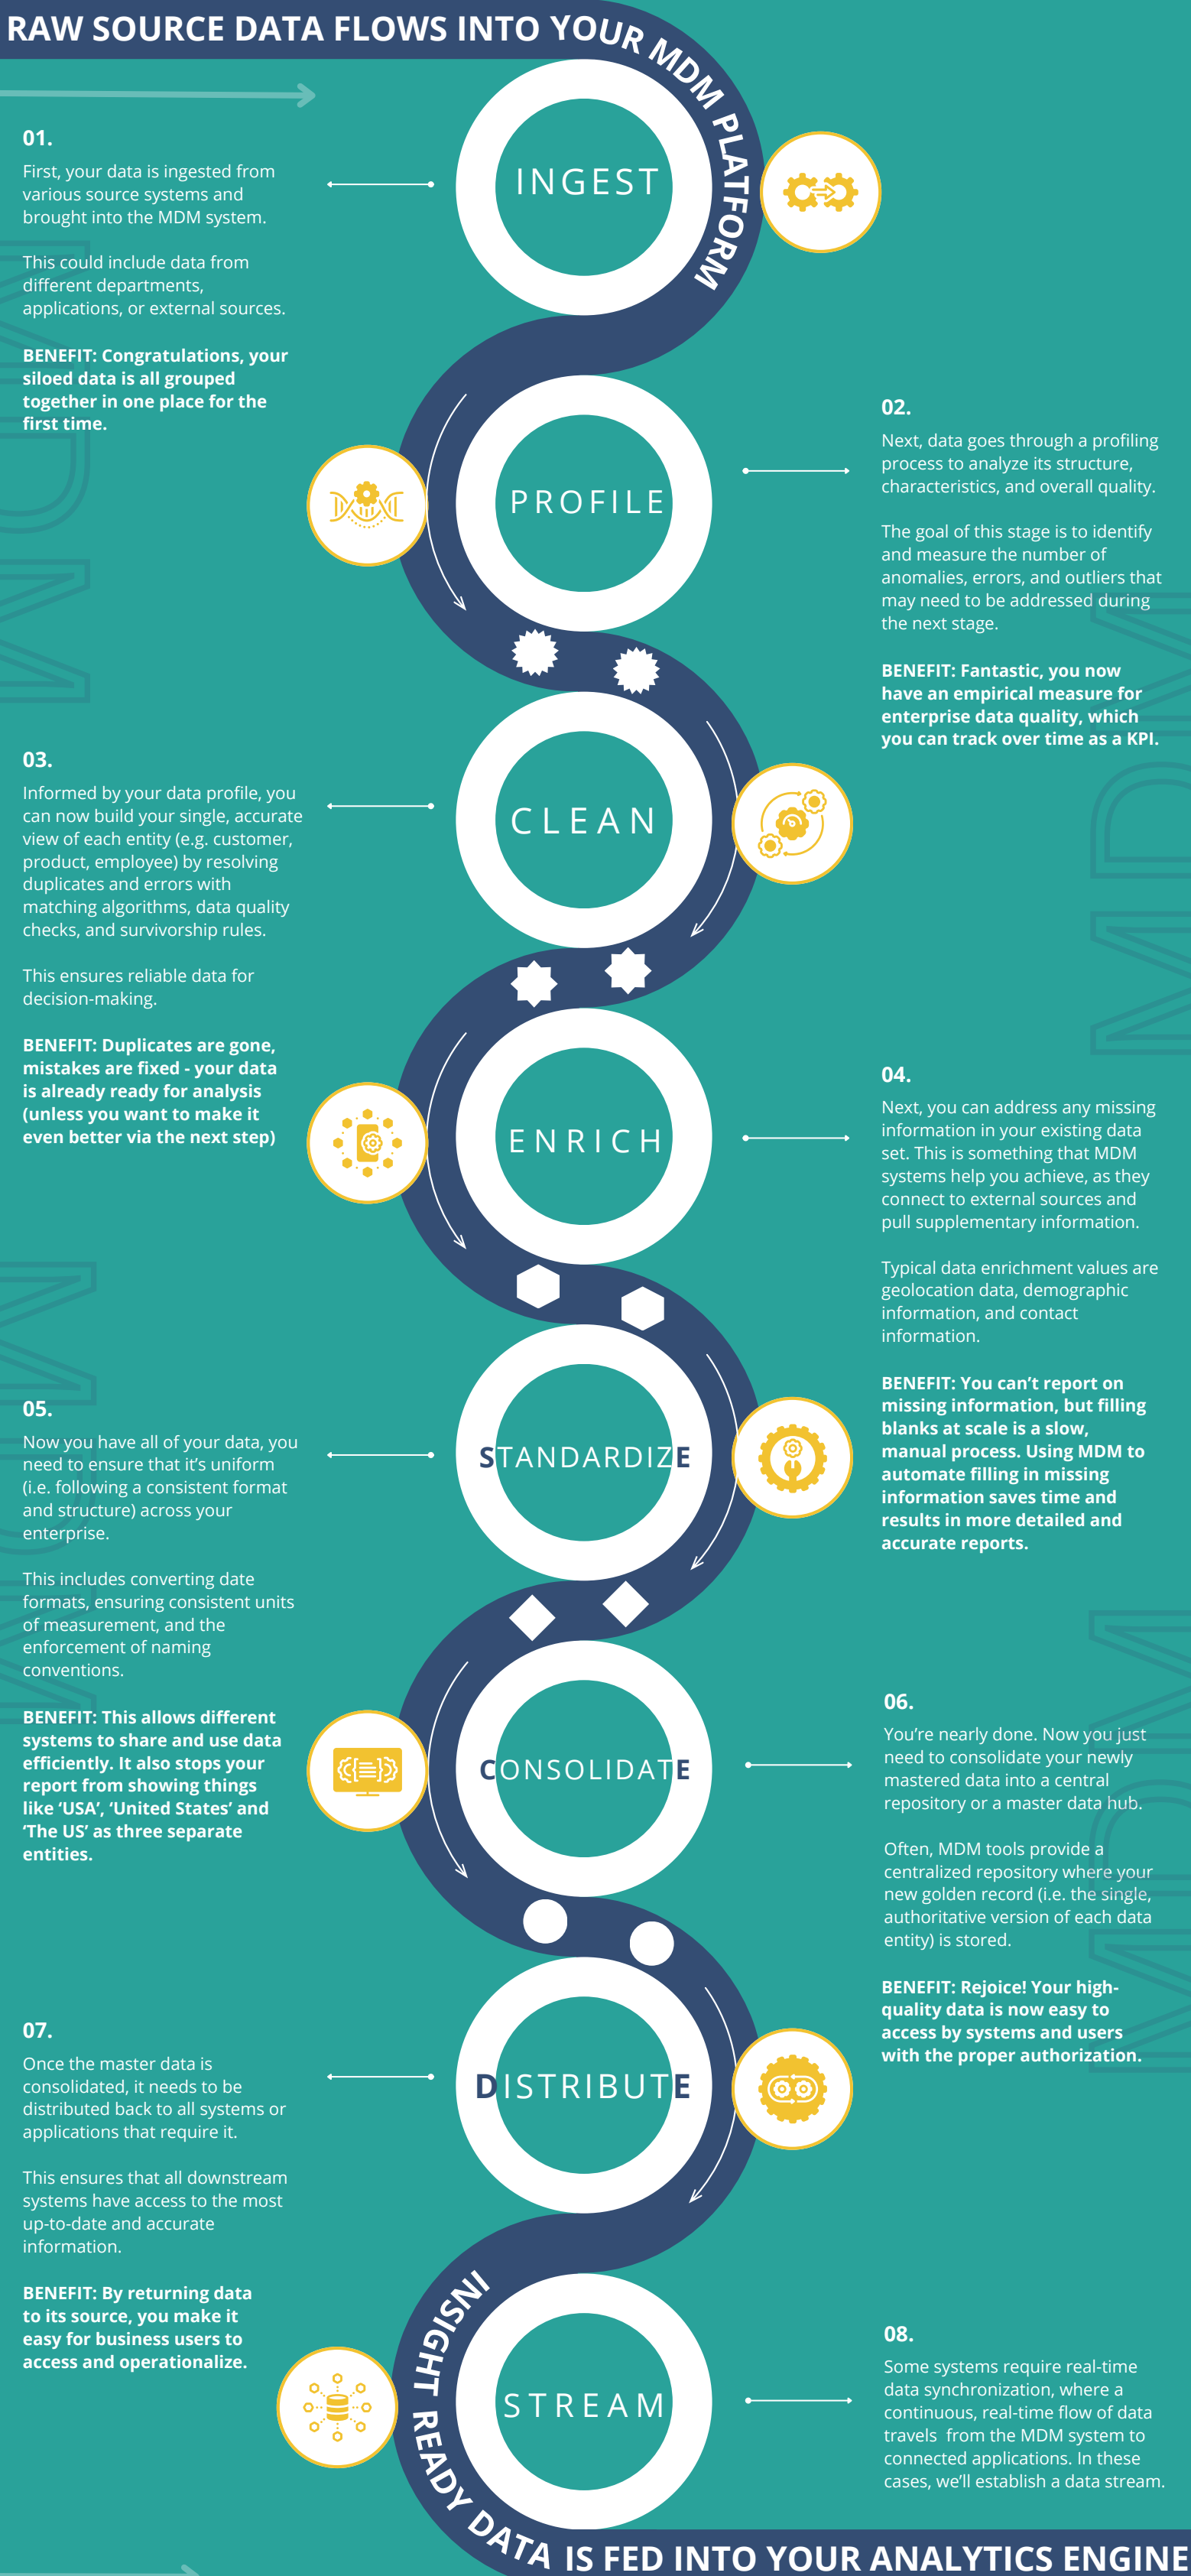 RAW SOURCE DATA FLOWS INTO YOUR MDM PLATFORM
INGEST
01.
First, your data is ingested from
various source systems and
brought into the MDM system.
This could include data from
different departments,
applications, or external sources.
BENEFIT: Congratulations, your
siloed data is all grouped
together in one place for the
first time.
MDM
PROFILE
02.
Next, data goes through a profiling
process to analyze its structure,
characteristics, and overall quality.
The goal of this stage is to identify
and measure the number of
anomalies, errors, and outliers that
may need to be addressed during
the next stage.
BENEFIT: Fantastic, you now
have an empirical measure for
enterprise data quality, which
you can track over time as a KPI.
MDM
CLEAN
03.
Informed by your data profile, you
can now build your single, accurate
view of each entity (e.g. customer,
product, employee) by resolving
duplicates and errors with
matching algorithms, data quality
checks, and survivorship rules.
This ensures reliable data for
decision-making.
BENEFIT: Duplicates are gone,
mistakes are fixed - your data
is already ready for analysis
(unless you want to make it
even better via the next step)
ENRICH
04.
Next, you can address any missing
information in your existing data
set. This is something that MDM
systems help you achieve, as they
connect to external sources and
pull supplementary information.
Typical data enrichment values are
geolocation data, demographic
information, and contact
information.
BENEFIT: You can’t report on
missing information, but filling
blanks at scale is a slow,
manual process. Using MDM to
automate filling in missing
information saves time and
results in more detailed and
accurate reports.
STANDARDIZE
05.
Now you have all of your data, you
need to ensure that it’s uniform
(i.e. following a consistent format
and structure) across your
enterprise.
This includes converting date
formats, ensuring consistent units
of measurement, and the
enforcement of naming
conventions.
BENEFIT: This allows different
systems to share and use data
efficiently. It also stops your
report from showing things
like ‘USA’, ‘United States’ and
‘The US’ as three separate
entities.
MDM
CONSOLIDATE
06.
You’re nearly done. Now you just
need to consolidate your newly
mastered data into a central
repository or a master data hub.
Often, MDM tools provide a
centralized repository where your
new golden record (i.e. the single,
authoritative version of each data
entity) is stored.
BENEFIT: Rejoice! Your high-
quality data is now easy to
access by systems and users
with the proper authorization.
MDM
DISTRIBUTE
07.
Once the master data is
consolidated, it needs to be
distributed back to all systems or
applications that require it.
This ensures that all downstream
systems have access to the most
up-to-date and accurate
information.
BENEFIT: By returning data
to its source, you make it
easy for business users to
access and operationalize.
STREAM
08.
Some systems require real-time
data synchronization, where a
continuous, real-time flow of data
travels from the MDM system to
connected applications. In these
cases, we’ll establish a data stream.
INSIGHT READY DATA IS FED INTO YOUR ANALYTICS ENGINE